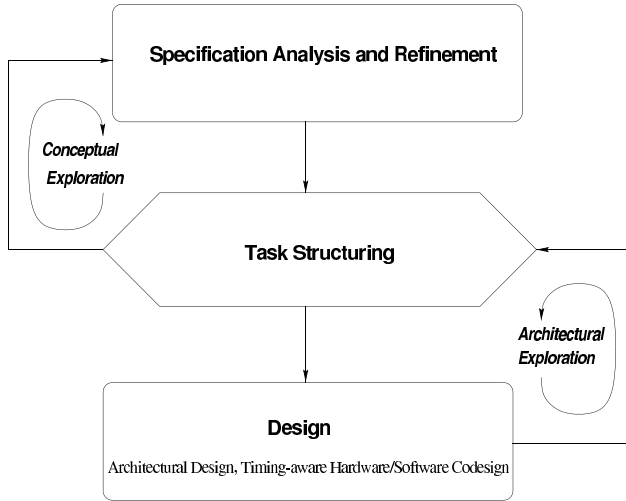 Specification Analysis and Refinement
Conceptual
Exploration
Task Structuring
Architectural
Exploration
Design
Architectural Design, Timing-aware Hardware/Software Codesign